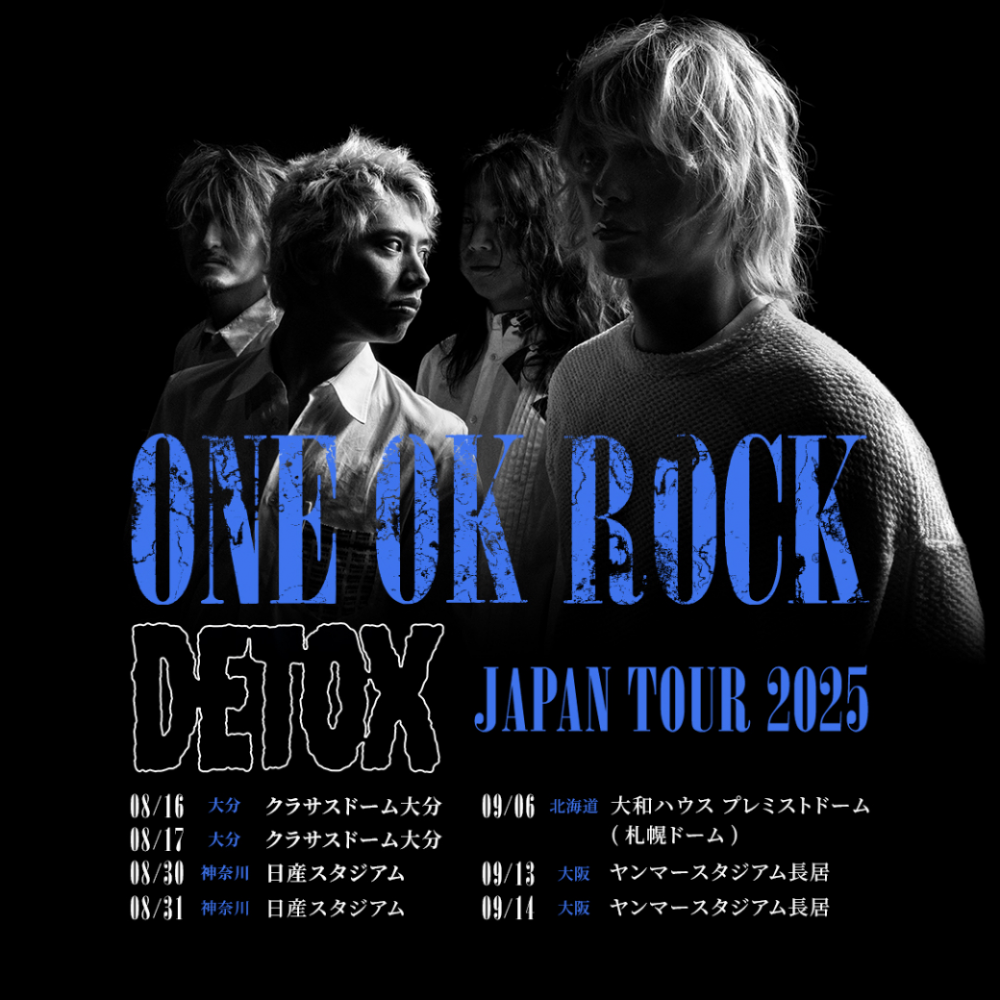 ONE OK ROCK
DETOX
JAPAN TOUR 2025
08/16 大分 クラサスドーム大分
08/17 大分 クラサスドーム大分
08/30 神奈川 日産スタジアム
08/31 神奈川 日産スタジアム
09/06 北海道 大和ハウス プレミストドーム
(札幌ドーム)
09/13 大阪 ヤンマースタジアム長居
09/14 大阪 ヤンマースタジアム長居